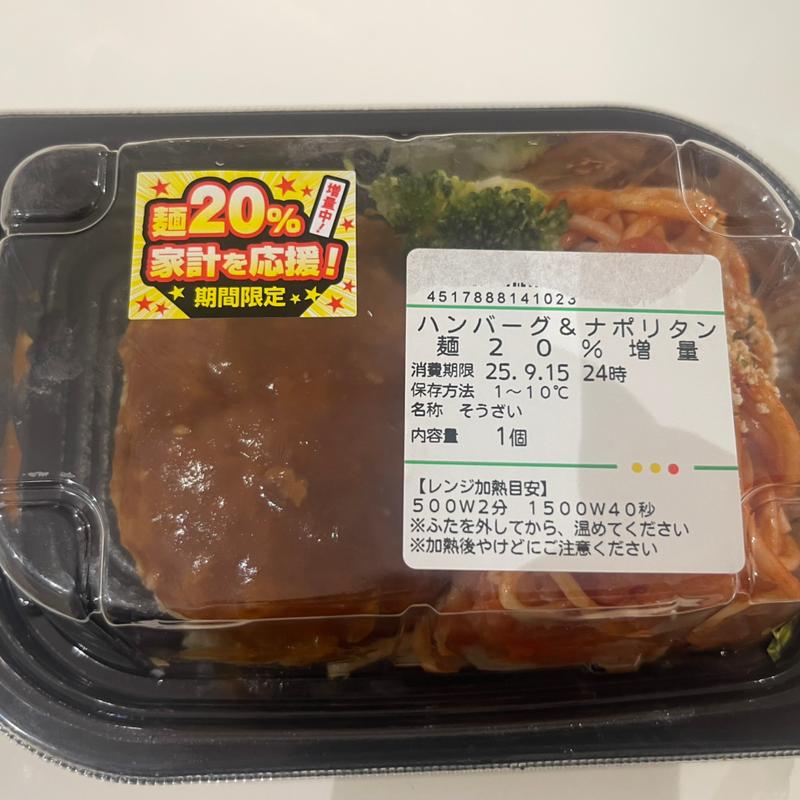 麺20%
増量中!
家計を応援!
期間限定
4517888141023
ハンバーグ&ナポリタン
麺20%増量
消費期限 25.9.15 24時
保存方法 1～10℃
名称 そうざい
内容量 1個
【レンジ加熱目安】
500W2分 1500W40秒
※ふたを外してから、温めてください
※加熱後やけどにご注意ください